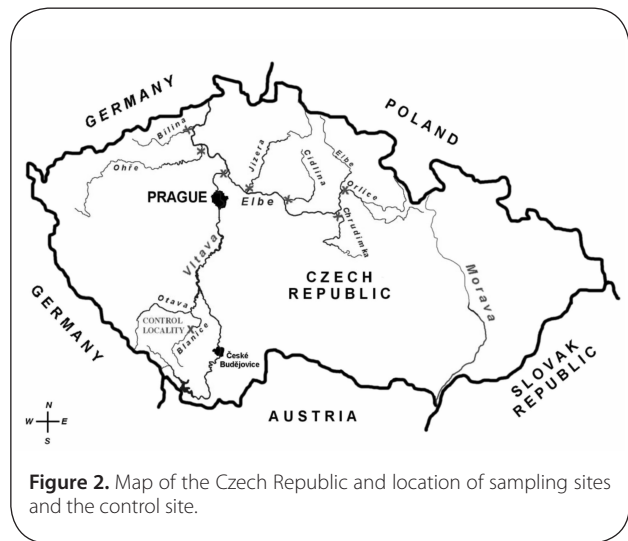 GERMANY
POLAND
Bílina
Ohře
Jizera
Cidlina
Elbe
Orlice
PRAGUE
Elbe
Chrudimka
Vltava
CZECH
REPUBLIC
Morava
GERMANY
Otava
CONTROL
LOCALITY
Blanice
České
Budějovice
SLOVAK
REPUBLIC
AUSTRIA
N
W E
S
Figure 2. Map of the Czech Republic and location of sampling sites
and the control site.